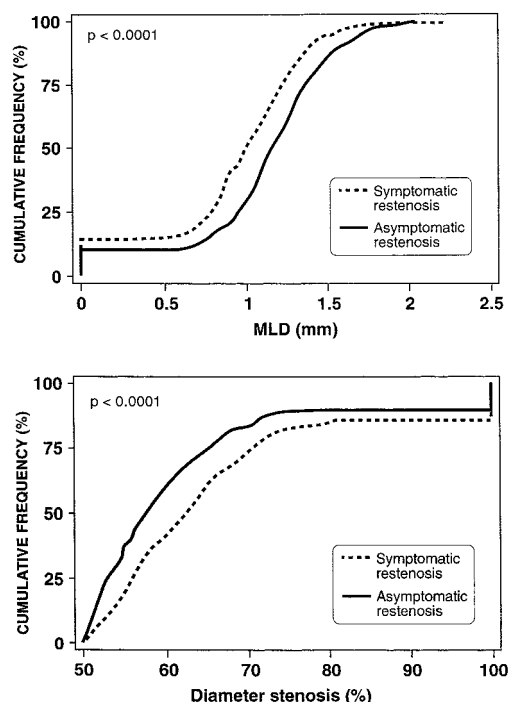 p < 0.0001
CUMULATIVE FREQUENCY (%)
100
75
50
25
0
Symptomatic
restenosis
Asymptomatic
restenosis
0 0.5 1 1.5 2 2.5
MLD (mm)
p < 0.0001
CUMULATIVE FREQUENCY (%)
100
75
50
25
0
Symptomatic
restenosis
Asymptomatic
restenosis
50 60 70 80 90 100
Diameter stenosis (%)